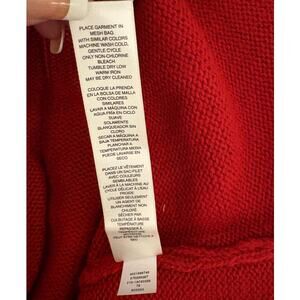 PLACE GARMENT IN
MESH BAG
WITH SIMILAR COLORS
MACHINE WASH COLD,
GENTLE CYCLE
ONLY NON-CHLORINE
BLEACH
TUMBLE DRY LOW
WARM IRON
MAY BE DRY CLEANED
COLOQUE LA PRENDA
EN LA BOLSA DE MALLA
CON COLORES
SIMILARES
LAVAR A MÁQUINA CON
AGUA FRÍA EN CICLO
SUAVE
SOLAMENTE
BLANQUEADOR SIN
CLORO
SECAR A MÁQUINA A
BAJA TEMPERATURA
PLANCHAR A
TEMPERATURA MEDIA
PUEDE LAVARSE EN
SECO
PLACEZ LE VÊTEMENT
DANS UN SAC-FILET
AVEC COULEURS
SEMBLABLES
LAVER À LA MACHINE AU
CYCLE DÉLICAT À L'EAU
FROIDE
UTILISER SEULEMENT
UN AGENT
BLANCHIMENT NON
CHLORÉ
SÉCHER PAR
CULBUTAGE À BASSE
TEMPÉRATURE
REPASSER À